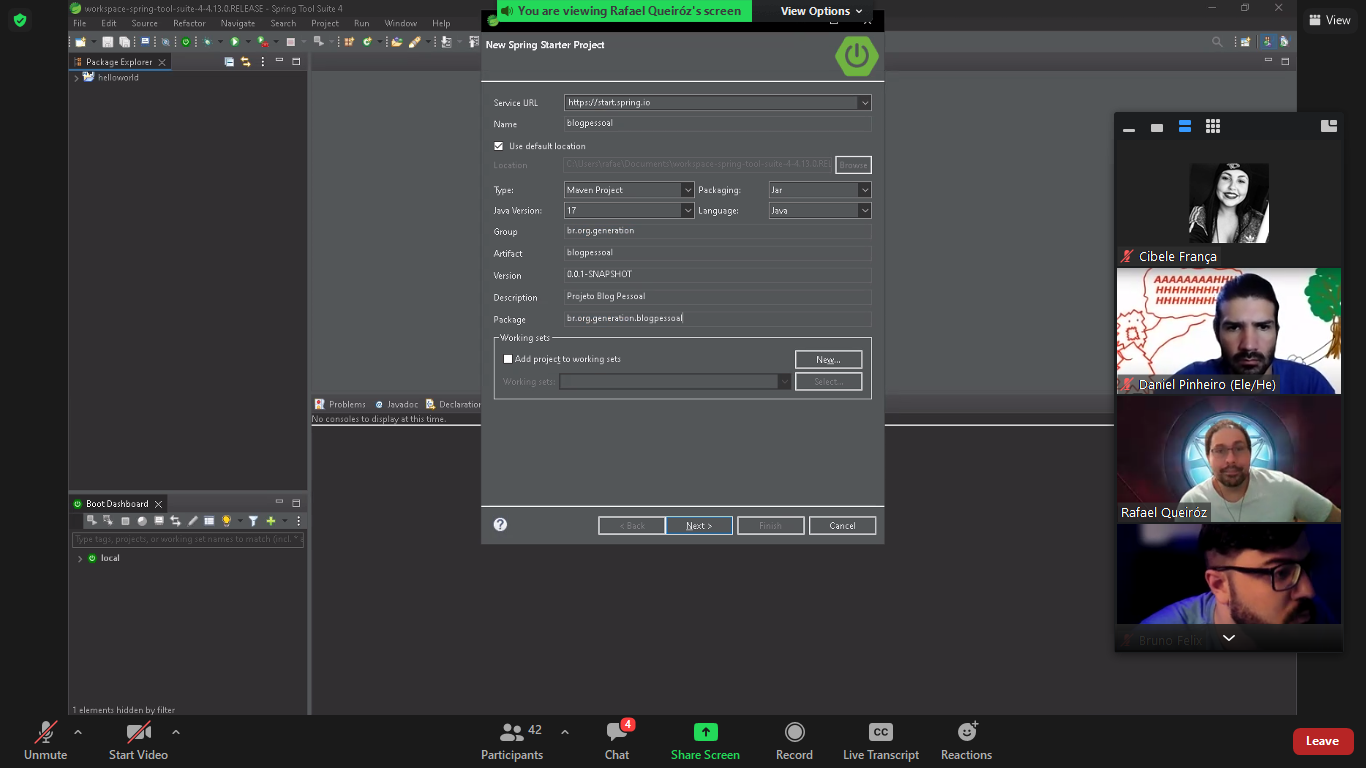 workspace-spring-tool-suite-4-4.13.0.RELEASE - Spring Tool Suite 4
You are viewing Rafael Queiróz's screen
View Options
View
File Edit Source Refactor Navigate Search Project Run Window Help
Package Explorer
helloworld
New Spring Starter Project
Service URL https://start.spring.io
Name blogpessoal
Use default location
Location C:\Users\rafae\Documents\workspace-spring-tool-suite-4-4.13.0.RELE Browse
Type: Maven Project Packaging: Jar
Java Version: 17 Language: Java
Group br.org.generation
Artifact blogpessoal
Version 0.0.1-SNAPSHOT
Description Projeto Blog Pessoal
Package br.org.generation.blogpessoal
Working sets
Add project to working sets New...
Working sets: Select...
< Back Next > Finish Cancel
Problems Javadoc Declaration
No consoles to display at this time.
Boot Dashboard
Type tags, projects, or working set names to match (incl. *
local
1 elements hidden by filter
Cibele França
AAAAAAAAHH
Daniel Pinheiro (Ele/He)
Rafael Queiróz
Bruno Felix
Unmute
Start Video
42
Participants
4
Chat
Share Screen
Record
CC
Live Transcript
Reactions
Leave